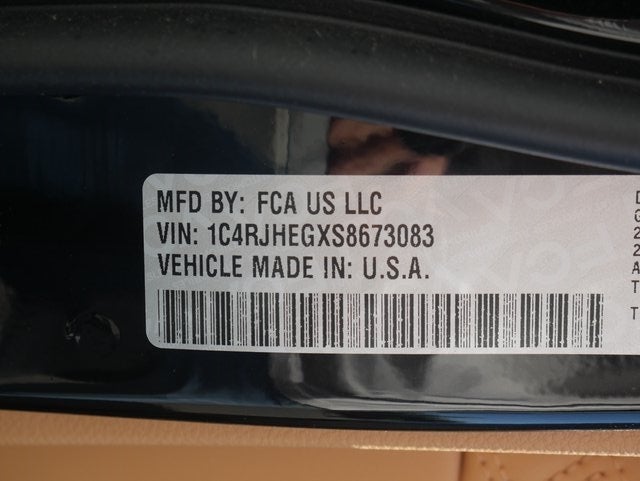 MFD BY: FCA US LLC
VIN: 1C4RJHEGXS8673083
VEHICLE MADE IN: U.S.A.